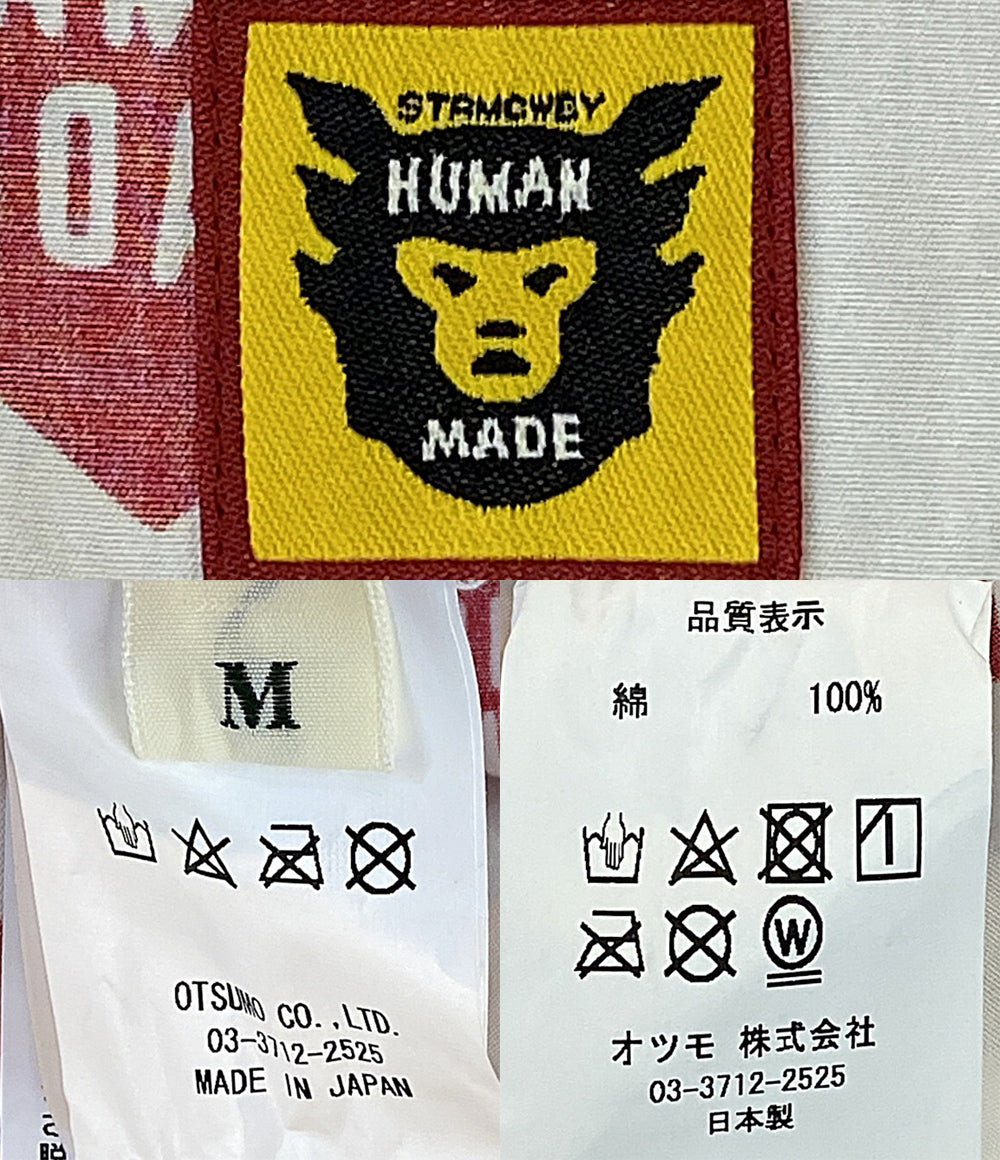 OA
STRMCWBY
HUMAN
MADE
M
OTSUMO CO.,LTD.
03-3712-2525
MADE IN JAPAN
品質表示
綿 100%
W
オツモ 株式会社
03-3712-2525
日本製